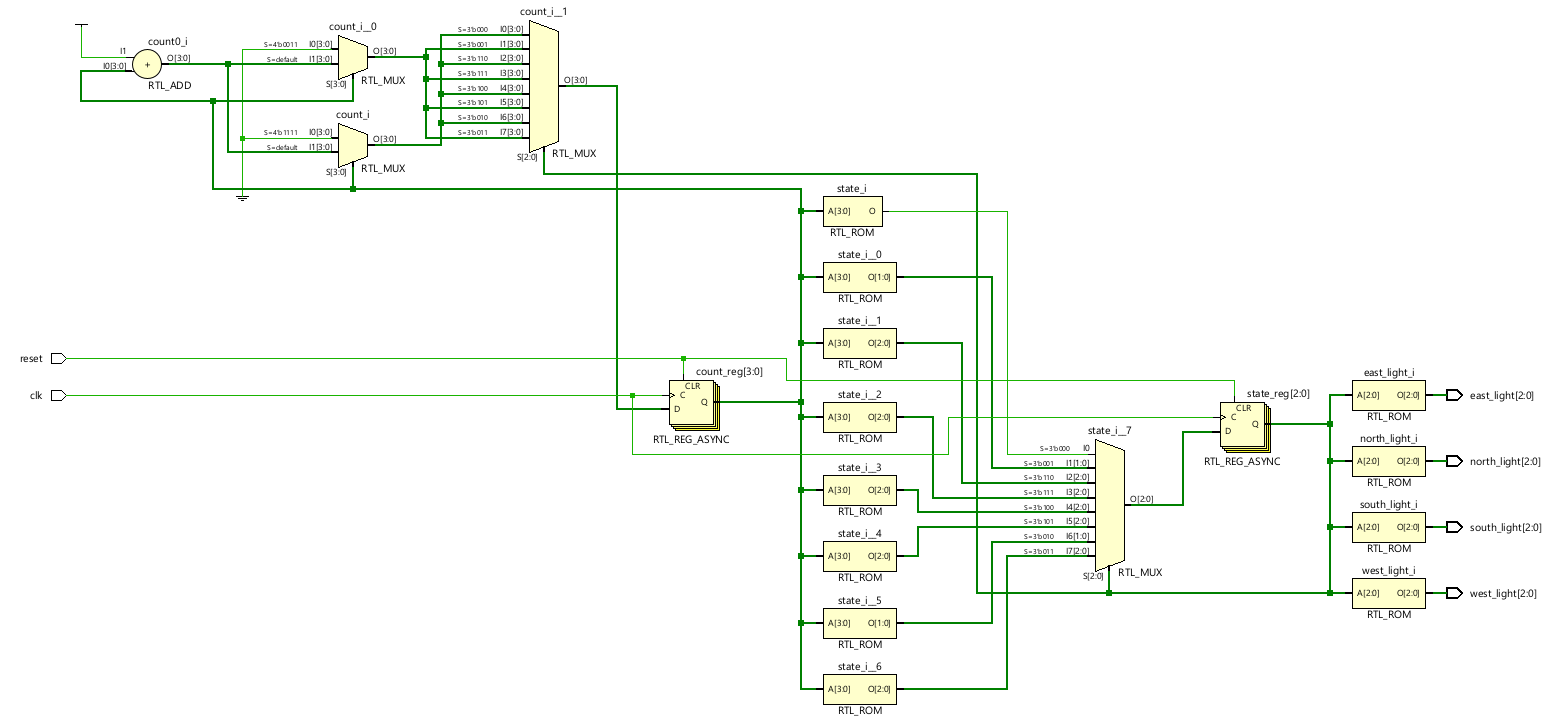 count_i__1
count_i__0
count0_i
I1
I0[3:0]
+
O[3:0]
RTL_ADD
S=4'b0011 I0[3:0]
S=default I1[3:0]
O[3:0]
S[3:0]
RTL_MUX
count_i
S=4'b1111 I0[3:0]
S=default I1[3:0]
O[3:0]
S[3:0]
RTL_MUX
S=3'b000 I0[3:0]
S=3'b001 I1[3:0]
S=3'b110 I2[3:0]
S=3'b111 I3[3:0]
S=3'b100 I4[3:0]
S=3'b101 I5[3:0]
S=3'b010 I6[3:0]
S=3'b011 I7[3:0]
O[3:0]
S[2:0]
RTL_MUX
state_i
A[3:0] O
RTL_ROM
state_i__0
A[3:0] O[1:0]
RTL_ROM
state_i__1
A[3:0] O[2:0]
RTL_ROM
reset
clk
count_reg[3:0]
CLR
C
Q
D
RTL_REG_ASYNC
state_i__2
A[3:0] O[2:0]
RTL_ROM
state_i__3
A[3:0] O[2:0]
RTL_ROM
state_i__4
A[3:0] O[2:0]
RTL_ROM
state_i__5
A[3:0] O[1:0]
RTL_ROM
state_i__6
A[3:0] O[2:0]
RTL_ROM
state_i__7
S=3'b000 I0
S=3'b001 I1[1:0]
S=3'b110 I2[2:0]
S=3'b111 I3[2:0]
S=3'b100 I4[2:0]
S=3'b101 I5[2:0]
S=3'b010 I6[1:0]
S=3'b011 I7[2:0]
O[2:0]
S[2:0]
RTL_MUX
state_reg[2:0]
CLR
C
Q
D
RTL_REG_ASYNC
east_light_i
A[2:0] O[2:0]
east_light[2:0]
RTL_ROM
north_light_i
A[2:0] O[2:0]
north_light[2:0]
RTL_ROM
south_light_i
A[2:0] O[2:0]
south_light[2:0]
RTL_ROM
west_light_i
A[2:0] O[2:0]
west_light[2:0]
RTL_ROM